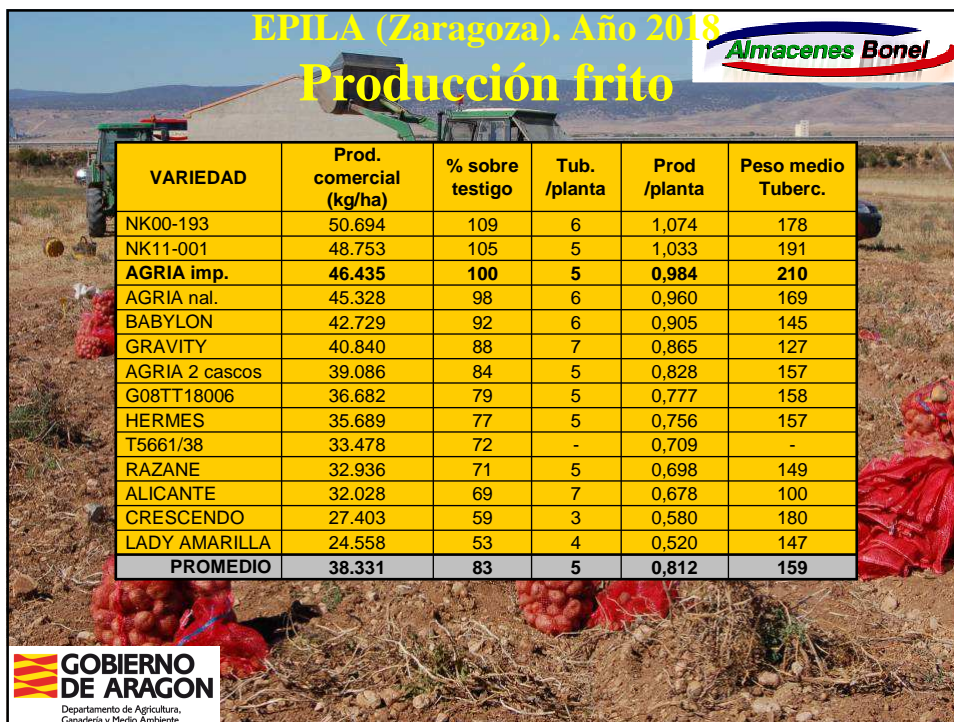 EPILA (Zaragoza). Año 2018
Almacenes Bonel
Producción frito
VARIEDAD Prod. comercial (kg/ha) % sobre testigo Tub. /planta Prod /planta Peso medio Tuberc.
NK00-193 50.694 109 6 1,074 178
NK11-001 48.753 105 5 1,033 191
AGRIA imp. 46.435 100 5 0,984 210
AGRIA nal. 45.328 98 6 0,960 169
BABYLON 42.729 92 6 0,905 145
GRAVITY 40.840 88 7 0,865 127
AGRIA 2 cascos 39.086 84 5 0,828 157
G08TT18006 36.682 79 5 0,777 158
HERMES 35.689 77 5 0,756 157
T5661/38 33.478 72 - 0,709 -
RAZANE 32.936 71 5 0,698 149
ALICANTE 32.028 69 7 0,678 100
CRESCENDO 27.403 59 3 0,580 180
LADY AMARILLA 24.558 53 4 0,520 147
PROMEDIO 38.331 83 5 0,812 159
GOBIERNO
DE ARAGON
Departamento de Agricultura,
Ganadería y Medio Ambiente